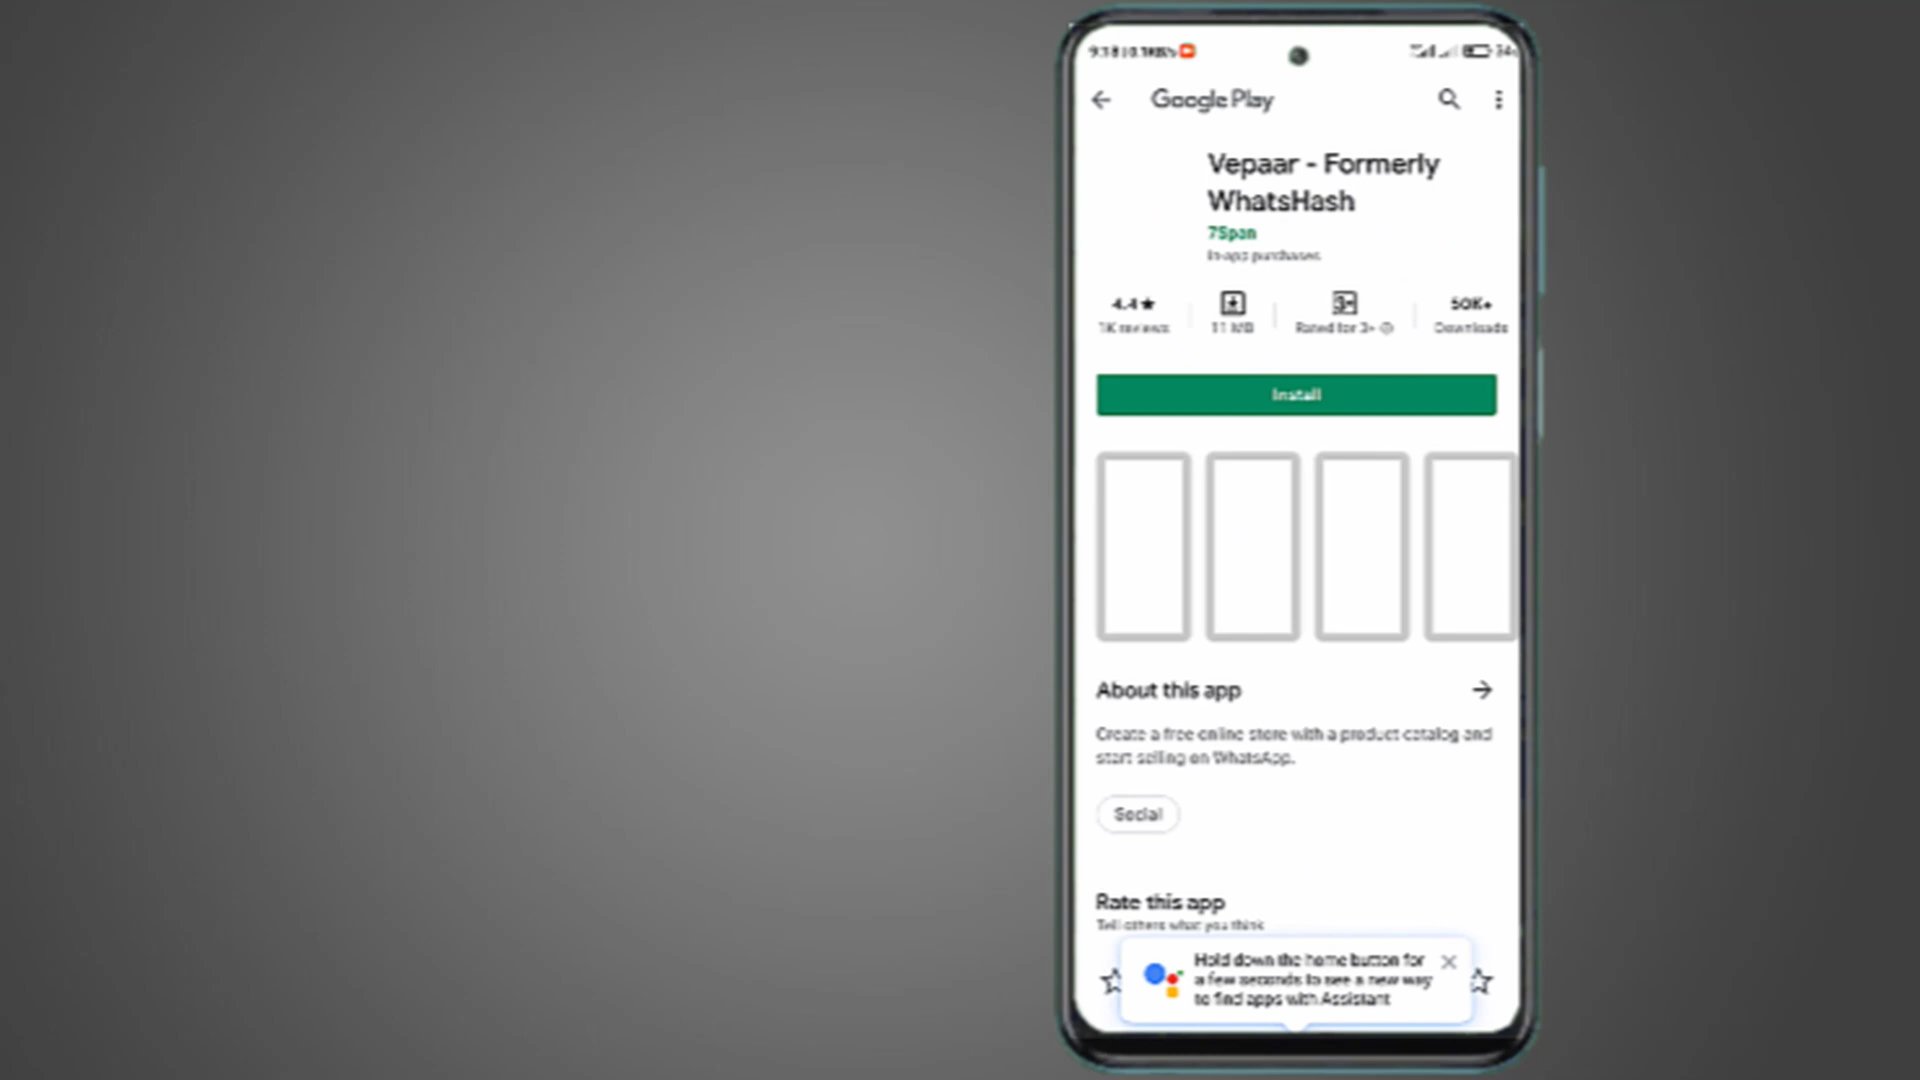 Google Play
Vepaar - Formerly
WhatsHash
7Span
In-app purchases
4.4★ 11 MB Rated for 3+ 50K+
1K reviews Downloads
Install
About this app
Create a free online store with a product catalog and
start selling on WhatsApp.
Social
Rate this app
Tell others what you think
Hold down the home button for
a few seconds to see a new way
to find apps with Assistant